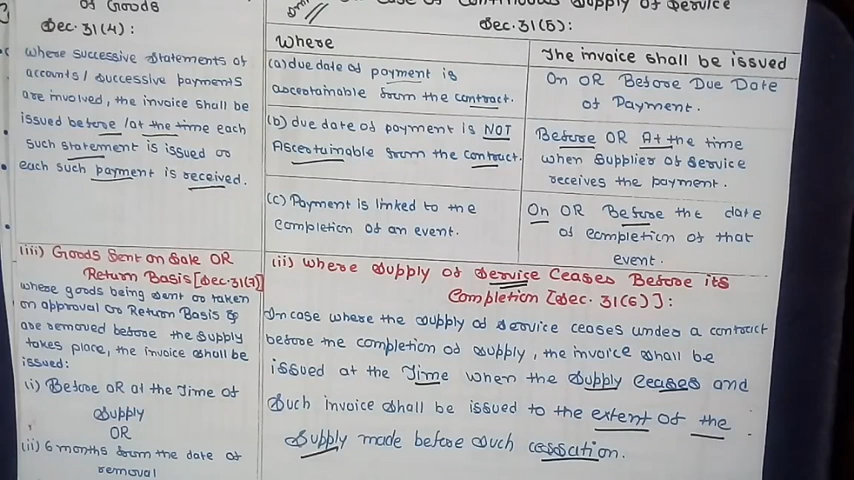 of Goods
Sec. 31(4):
where successive statements of
accounts/ successive payments
are involved, the invoice shall be
issued before /at the time each
such statement is issued or
each such payment is received.
(iii) Goods Sent on Sale OR
Return Basis [Sec.31(7)]
where goods being sent or taken
on approval or Return Basis &
are removed before the supply
takes place, the invoice shall be
issued:
(i) Before OR at the Time of
Supply
OR
(ii) 6 months from the date of
removal
Case of Continuous Supply of Service
Sec. 31(5):
Where
The invoice shall be issued
(a) due date of payment is
ascertainable from the contract.
On OR Before Due Date
of Payment.
(b) due date of payment is NOT
Ascertainable from the contract.
Before OR At the time
when supplier of service
receives the payment.
(c) Payment is linked to the
completion of an event.
On OR Before the date
of completion of that
event.
(ii) Where Supply of Service Ceases Before its
Completion [Sec. 31(6)]:
In case where the supply of service ceases under a contract
before the completion of supply, the invoice shall be
issued at the Time when the Supply Ceases and
Such invoice shall be issued to the extent of the
Supply made before such cessation.